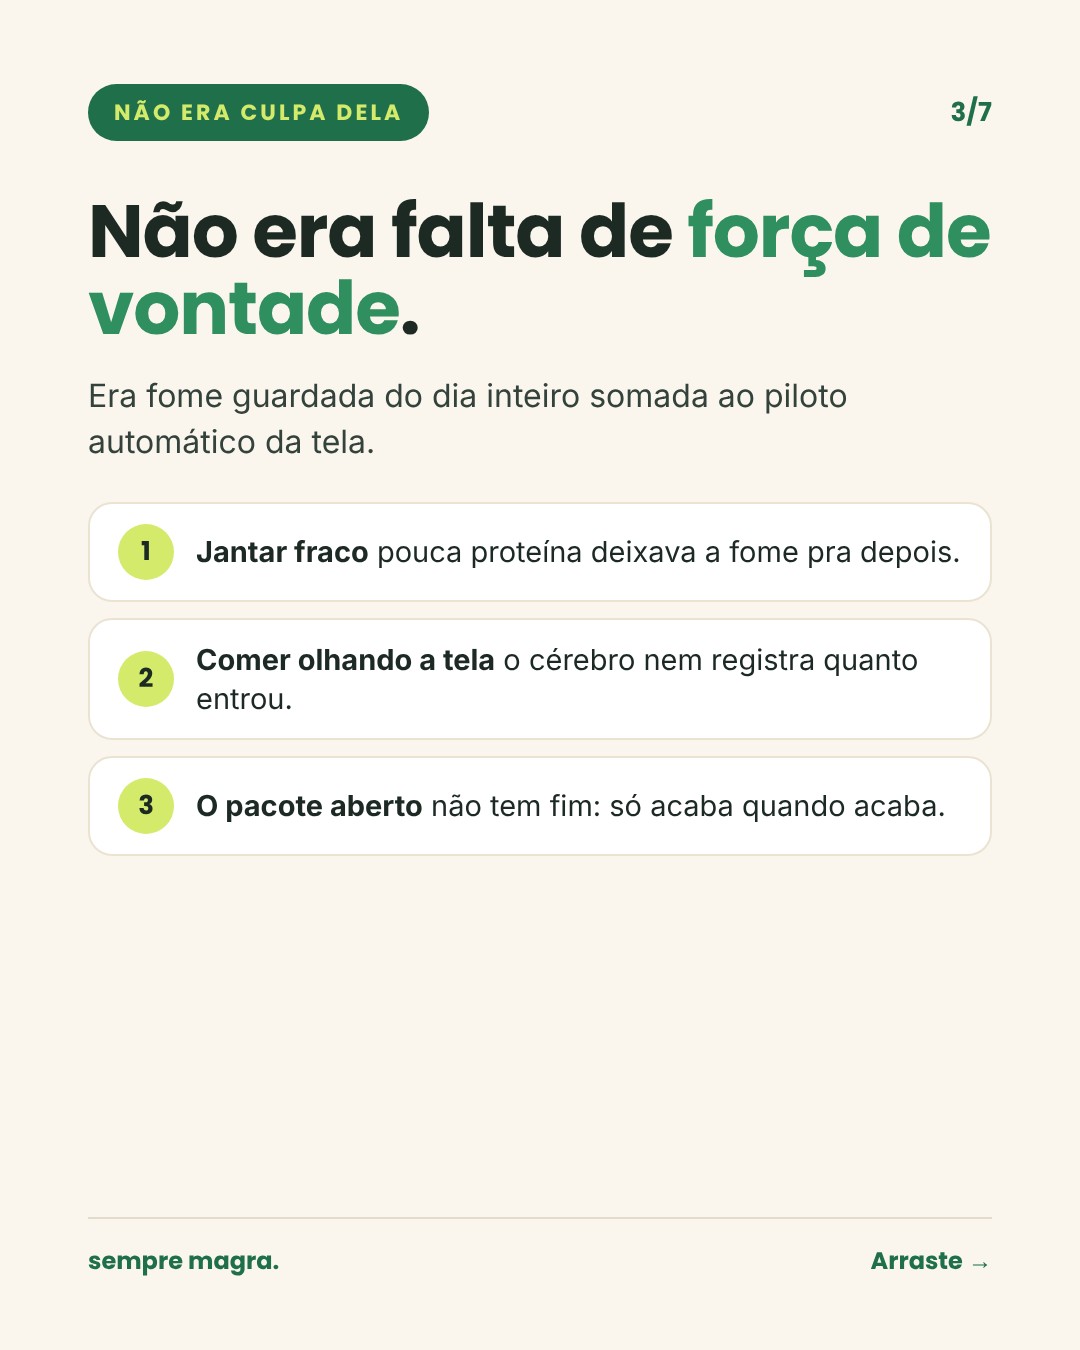 NÃO ERA CULPA DELA
3/7
Não era falta de força de
vontade.
Era fome guardada do dia inteiro somada ao piloto
automático da tela.
1 Jantar fraco pouca proteína deixava a fome pra depois.
2 Comer olhando a tela o cérebro nem registra quanto
entrou.
3 O pacote aberto não tem fim: só acaba quando acaba.
sempre magra.
Arraste →